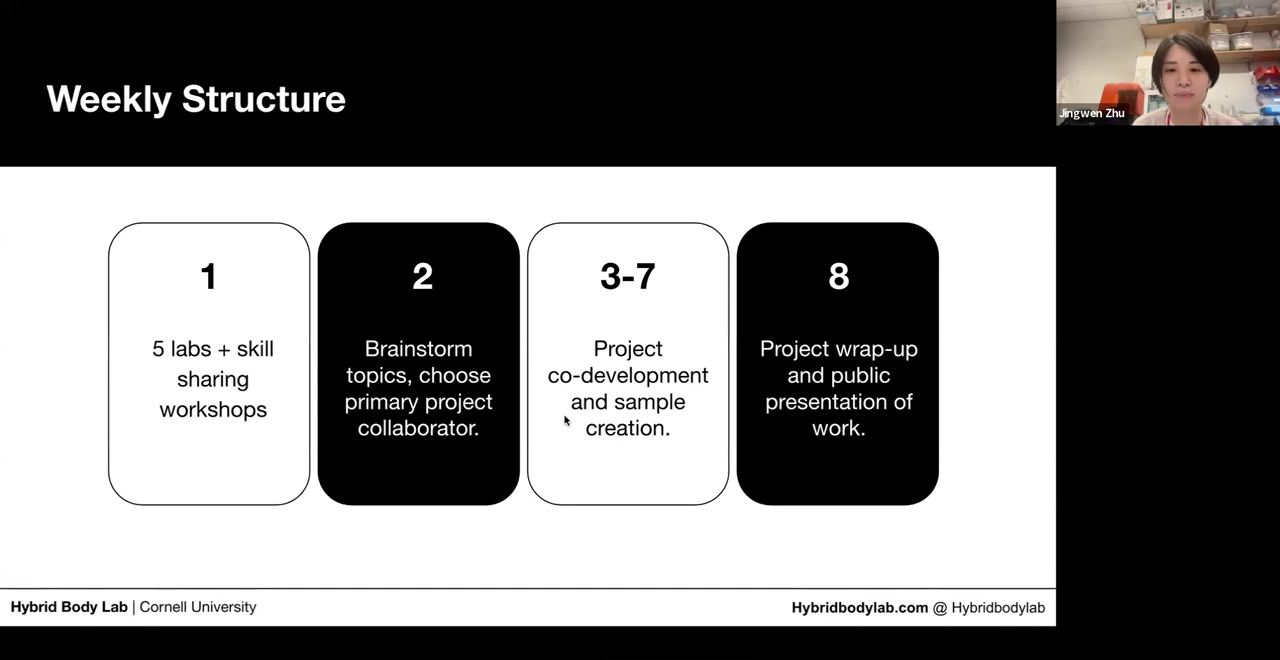 Weekly Structure
Jingwen Zhu
1
5 labs + skill
sharing
workshops
2
Brainstorm
topics, choose
primary project
collaborator.
3-7
Project
co-development
and sample
creation.
8
Project wrap-up
and public
presentation of
work.
Hybrid Body Lab | Cornell University
Hybridbodylab.com @ Hybridbodylab